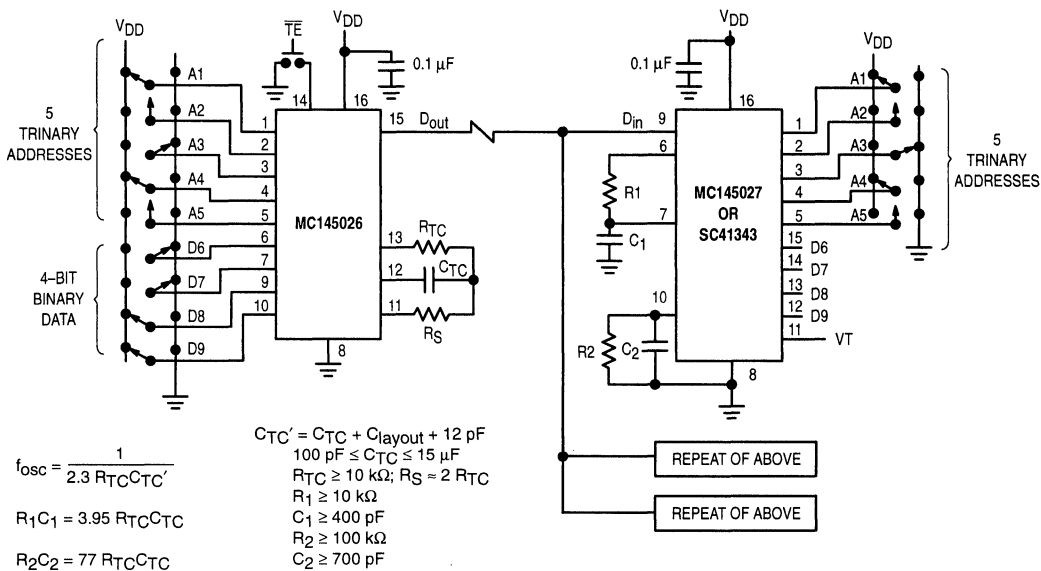 VDD
TE
VDD
0.1 µF
5
TRINARY
ADDRESSES
A1
A2
A3
A4
A5
4–BIT
BINARY
DATA
D6
D7
D8
D9
14
16
1
2
3
4
5
6
7
9
10
MC145026
15
Dout
13
RTC
12
CTC
11
RS
8
VDD
0.1 µF
16
Din
9
6
R1
7
C1
10
R2
C2
MC145027
OR
SC41343
1
2
3
4
5
15
D6
14
D7
13
D8
12
D9
11
VT
8
VDD
A1
A2
A3
A4
A5
5
TRINARY
ADDRESSES
REPEAT OF ABOVE
REPEAT OF ABOVE
fosc = 1 / 2.3 RTCCTC′
R1C1 = 3.95 RTCCTC
R2C2 = 77 RTCCTC
CTC′ = CTC + Clayout + 12 pF
100 pF ≤ CTC ≤ 15 µF
RTC ≥ 10 kΩ; RS ≈ 2 RTC
R1 ≥ 10 kΩ
C1 ≥ 400 pF
R2 ≥ 100 kΩ
C2 ≥ 700 pF